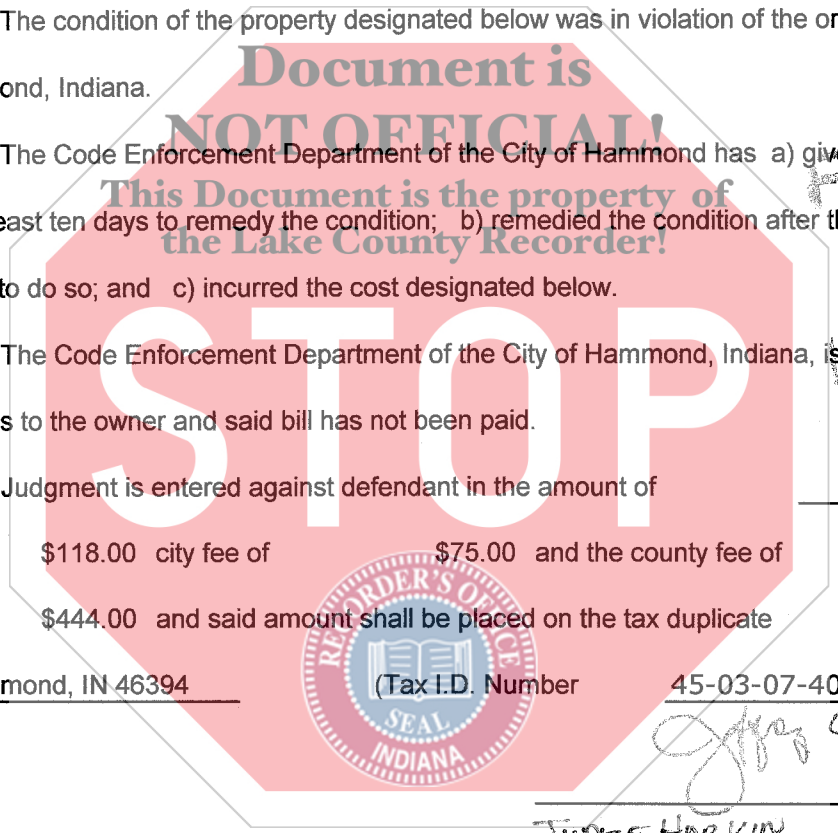 The condition of the property designated below was in violation of the or
Document is
ond, Indiana.
NOT OFFICIAL!
The Code Enforcement Department of the City of Hammond has a) giv
This Document is the property of
east ten days to remedy the condition; b) remedied the condition after t
the Lake County Recorder!
to do so; and c) incurred the cost designated below.
STOP
The Code Enforcement Department of the City of Hammond, Indiana, is
s to the owner and said bill has not been paid.
Judgment is entered against defendant in the amount of
$118.00 city fee of $75.00 and the county fee of
$444.00 and said amount shall be placed on the tax duplicate
RECORDER'S OFFICE
mond, IN 46394 (Tax I.D. Number 45-03-07-40
SEAL
INDIANA